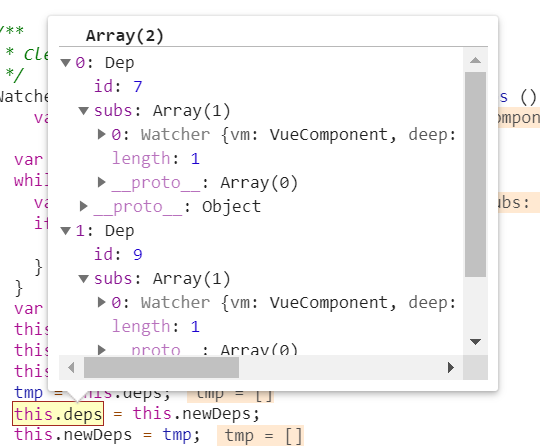 Array(2)
/**
* Cle
*/
0: Dep
id: 7
Watche
s ()
subs: Array(1)
va
ompon
0: Watcher {vm: VueComponent, deep:
var
length: 1
whil
__proto__: Array(0)
va
__proto__: Object
ubs:
it
1: Dep
id: 9
}
subs: Array(1)
}
0: Watcher {vm: VueComponent, deep:
var
length: 1
this
__proto__: Array(0)
this
this
tmp = this.deps; tmp = []
this.deps = this.newDeps;
this.newDeps = tmp; tmp = []